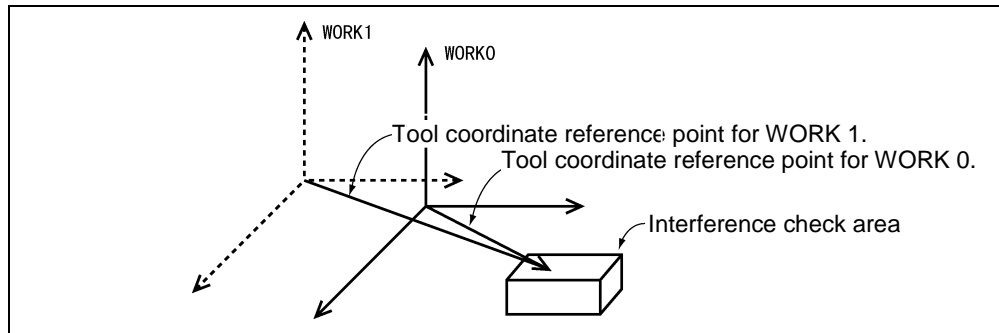 WORK1
WORK0
Tool coordinate reference point for WORK 1.
Tool coordinate reference point for WORK 0.
Interference check area